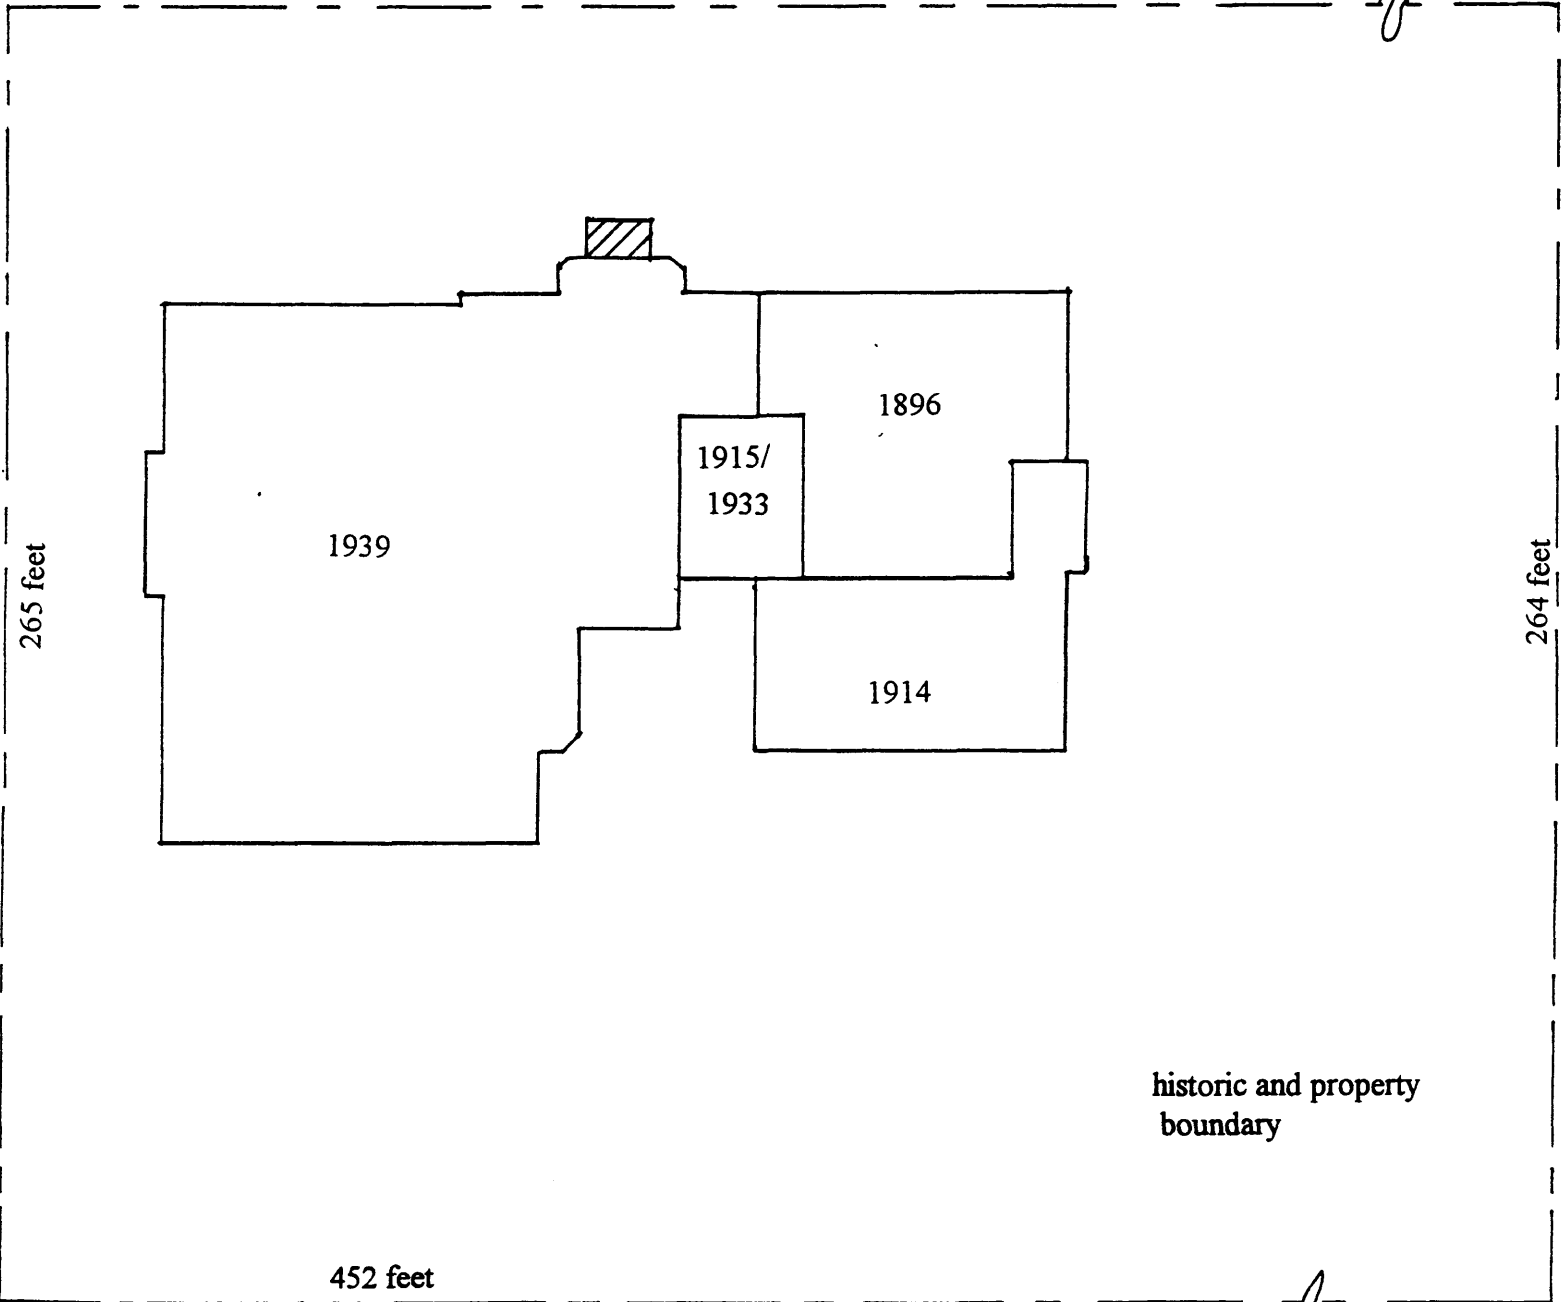 1896
1915/
1933
1939
265 feet
264 feet
1914
historic and property
boundary
452 feet